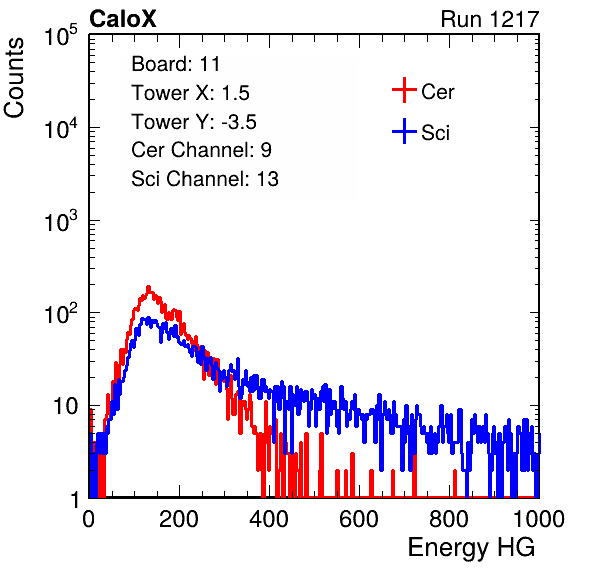 CaloX Run 1217
Counts
Board: 11
Tower X: 1.5
Tower Y: -3.5
Cer Channel: 9
Sci Channel: 13
Cer
Sci
10^5
10^4
10^3
10^2
10
1
0 200 400 600 800 1000
Energy HG